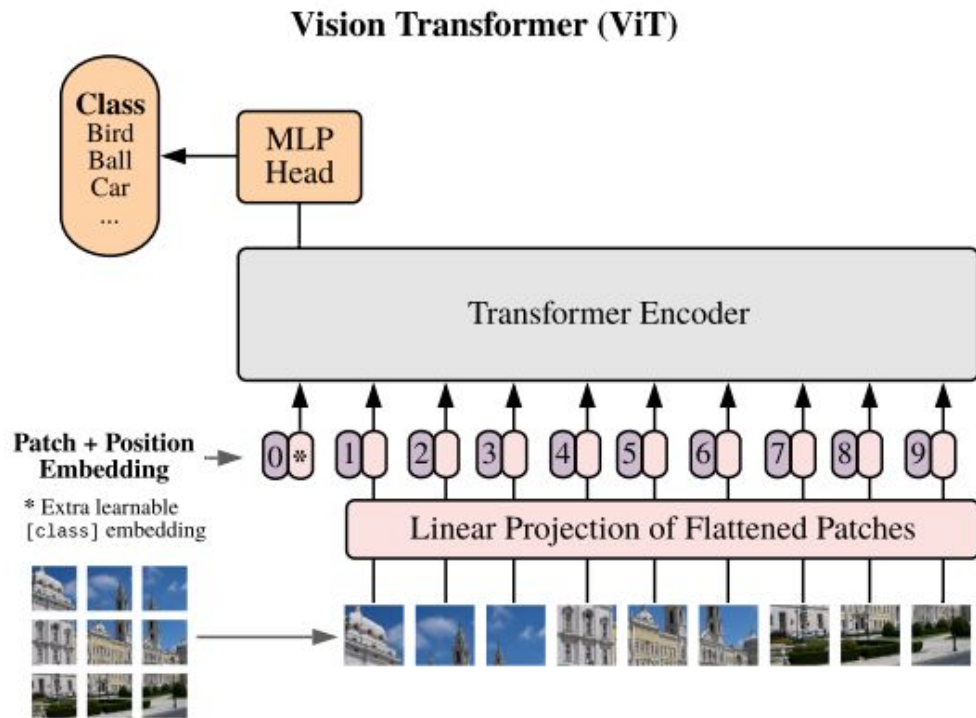 Vision Transformer (ViT)
Class
Bird
Ball
Car
...
MLP
Head
Transformer Encoder
Patch + Position
Embedding
0 * 1 2 3 4 5 6 7 8 9
* Extra learnable
[class] embedding
Linear Projection of Flattened Patches